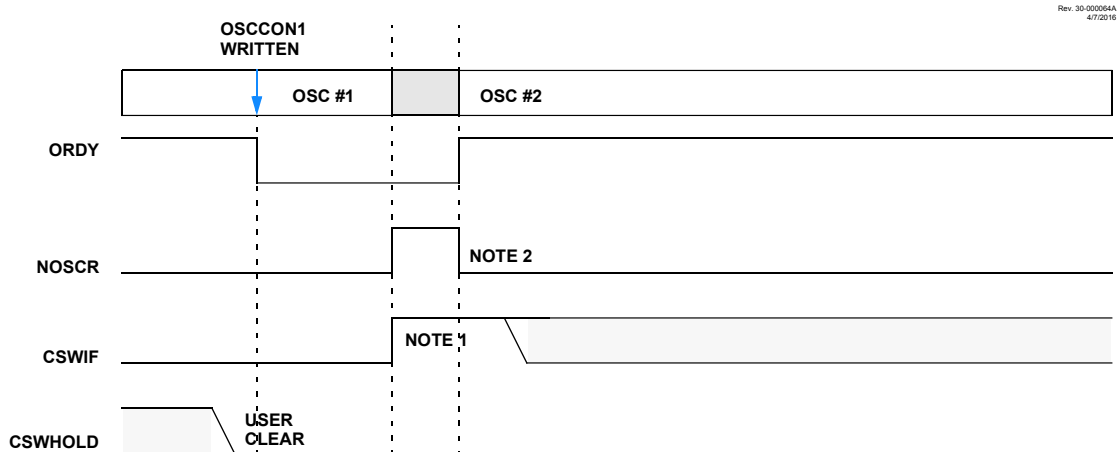 Rev. 30-000064A
4/7/2016
OSCCON1
WRITTEN
OSC #1
OSC #2
ORDY
NOSCR
NOTE 2
CSWIF
NOTE 1
CSWHOLD
USER
CLEAR